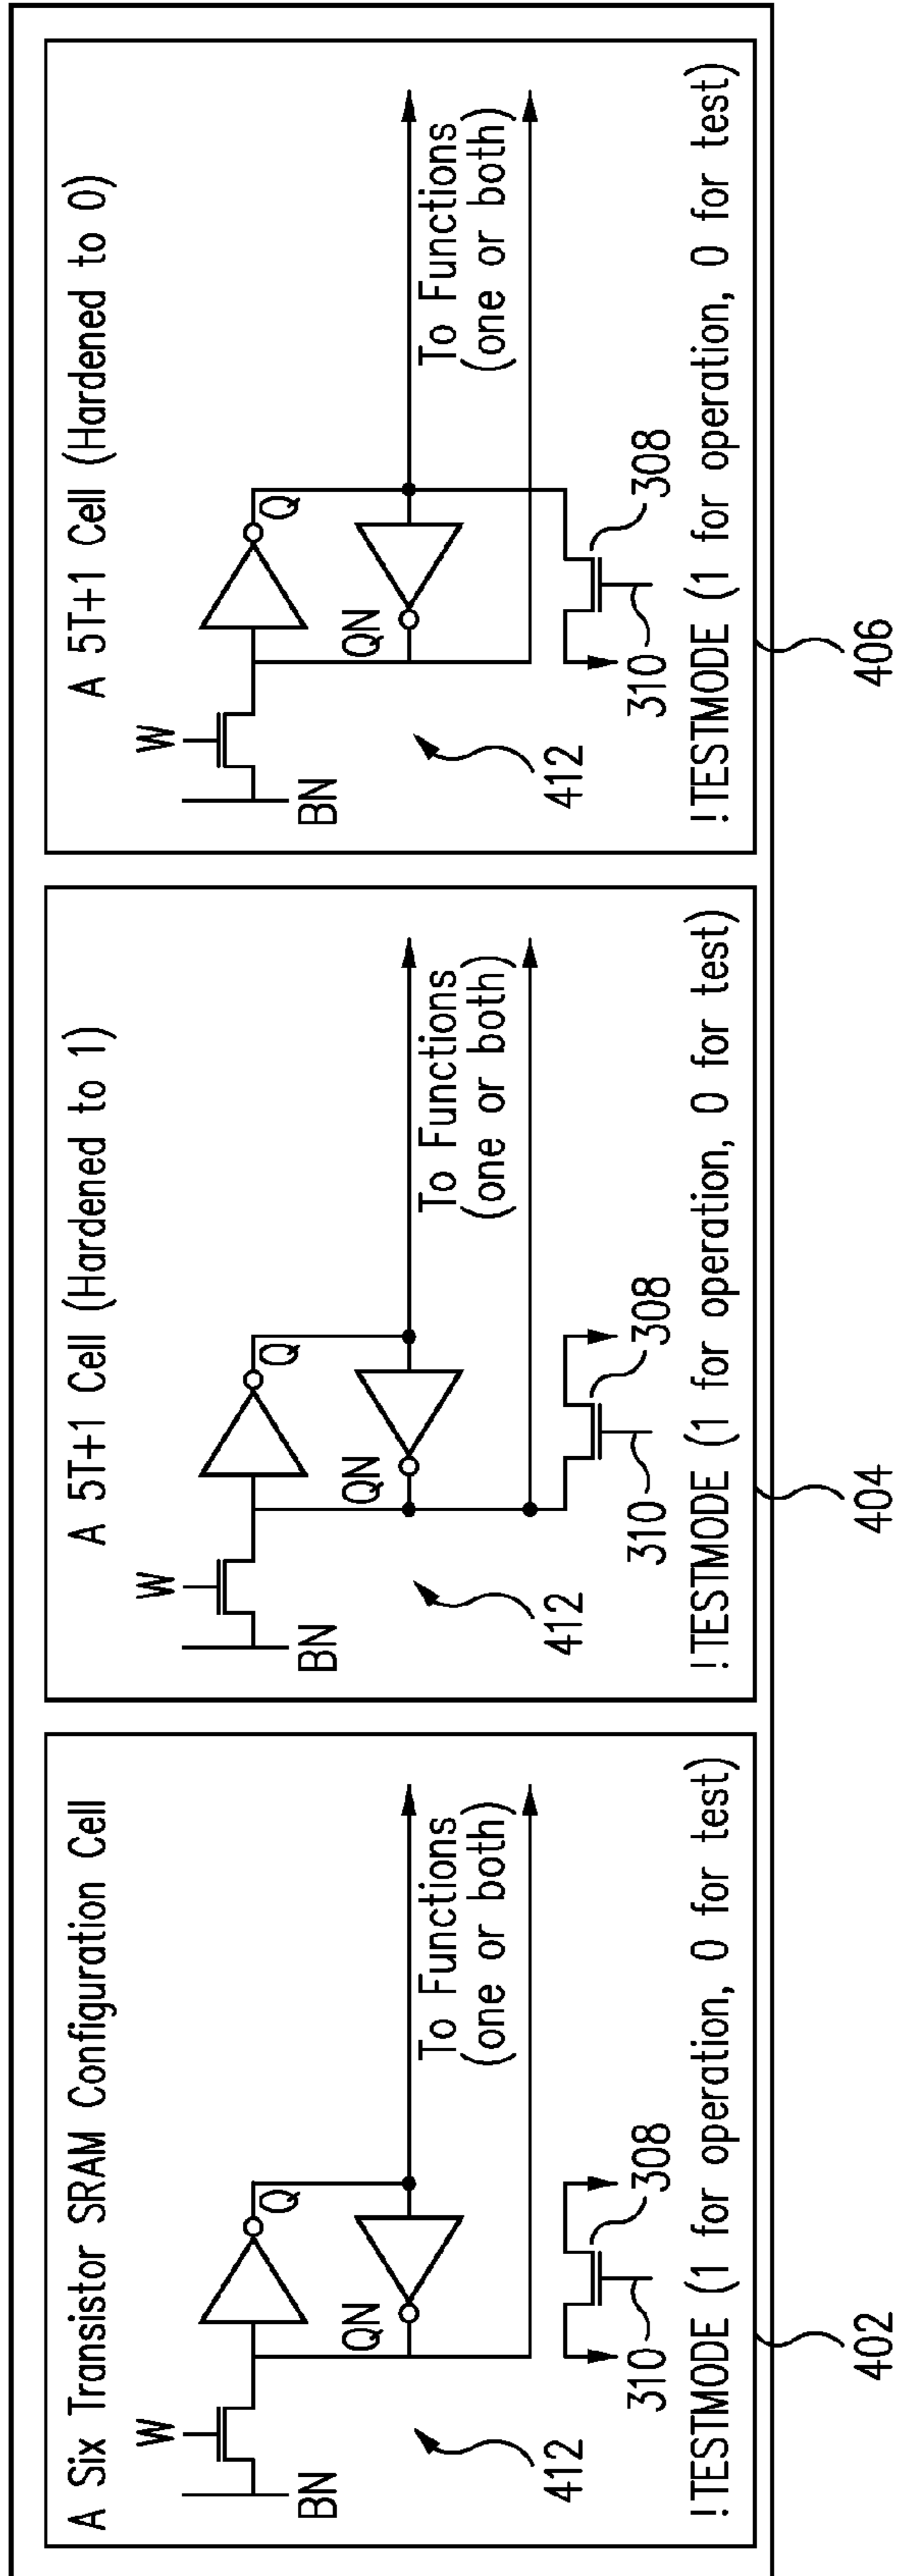 A Six Transistor SRAM Configuration Cell
W
BN
Q
QN
To Functions
(one or both)
412
310
308
!TESTMODE (1 for operation, 0 for test)
402
A 5T+1 Cell (Hardened to 1)
W
BN
Q
QN
To Functions
(one or both)
412
310
308
!TESTMODE (1 for operation, 0 for test)
404
A 5T+1 Cell (Hardened to 0)
W
BN
Q
QN
To Functions
(one or both)
412
310
308
!TESTMODE (1 for operation, 0 for test)
406